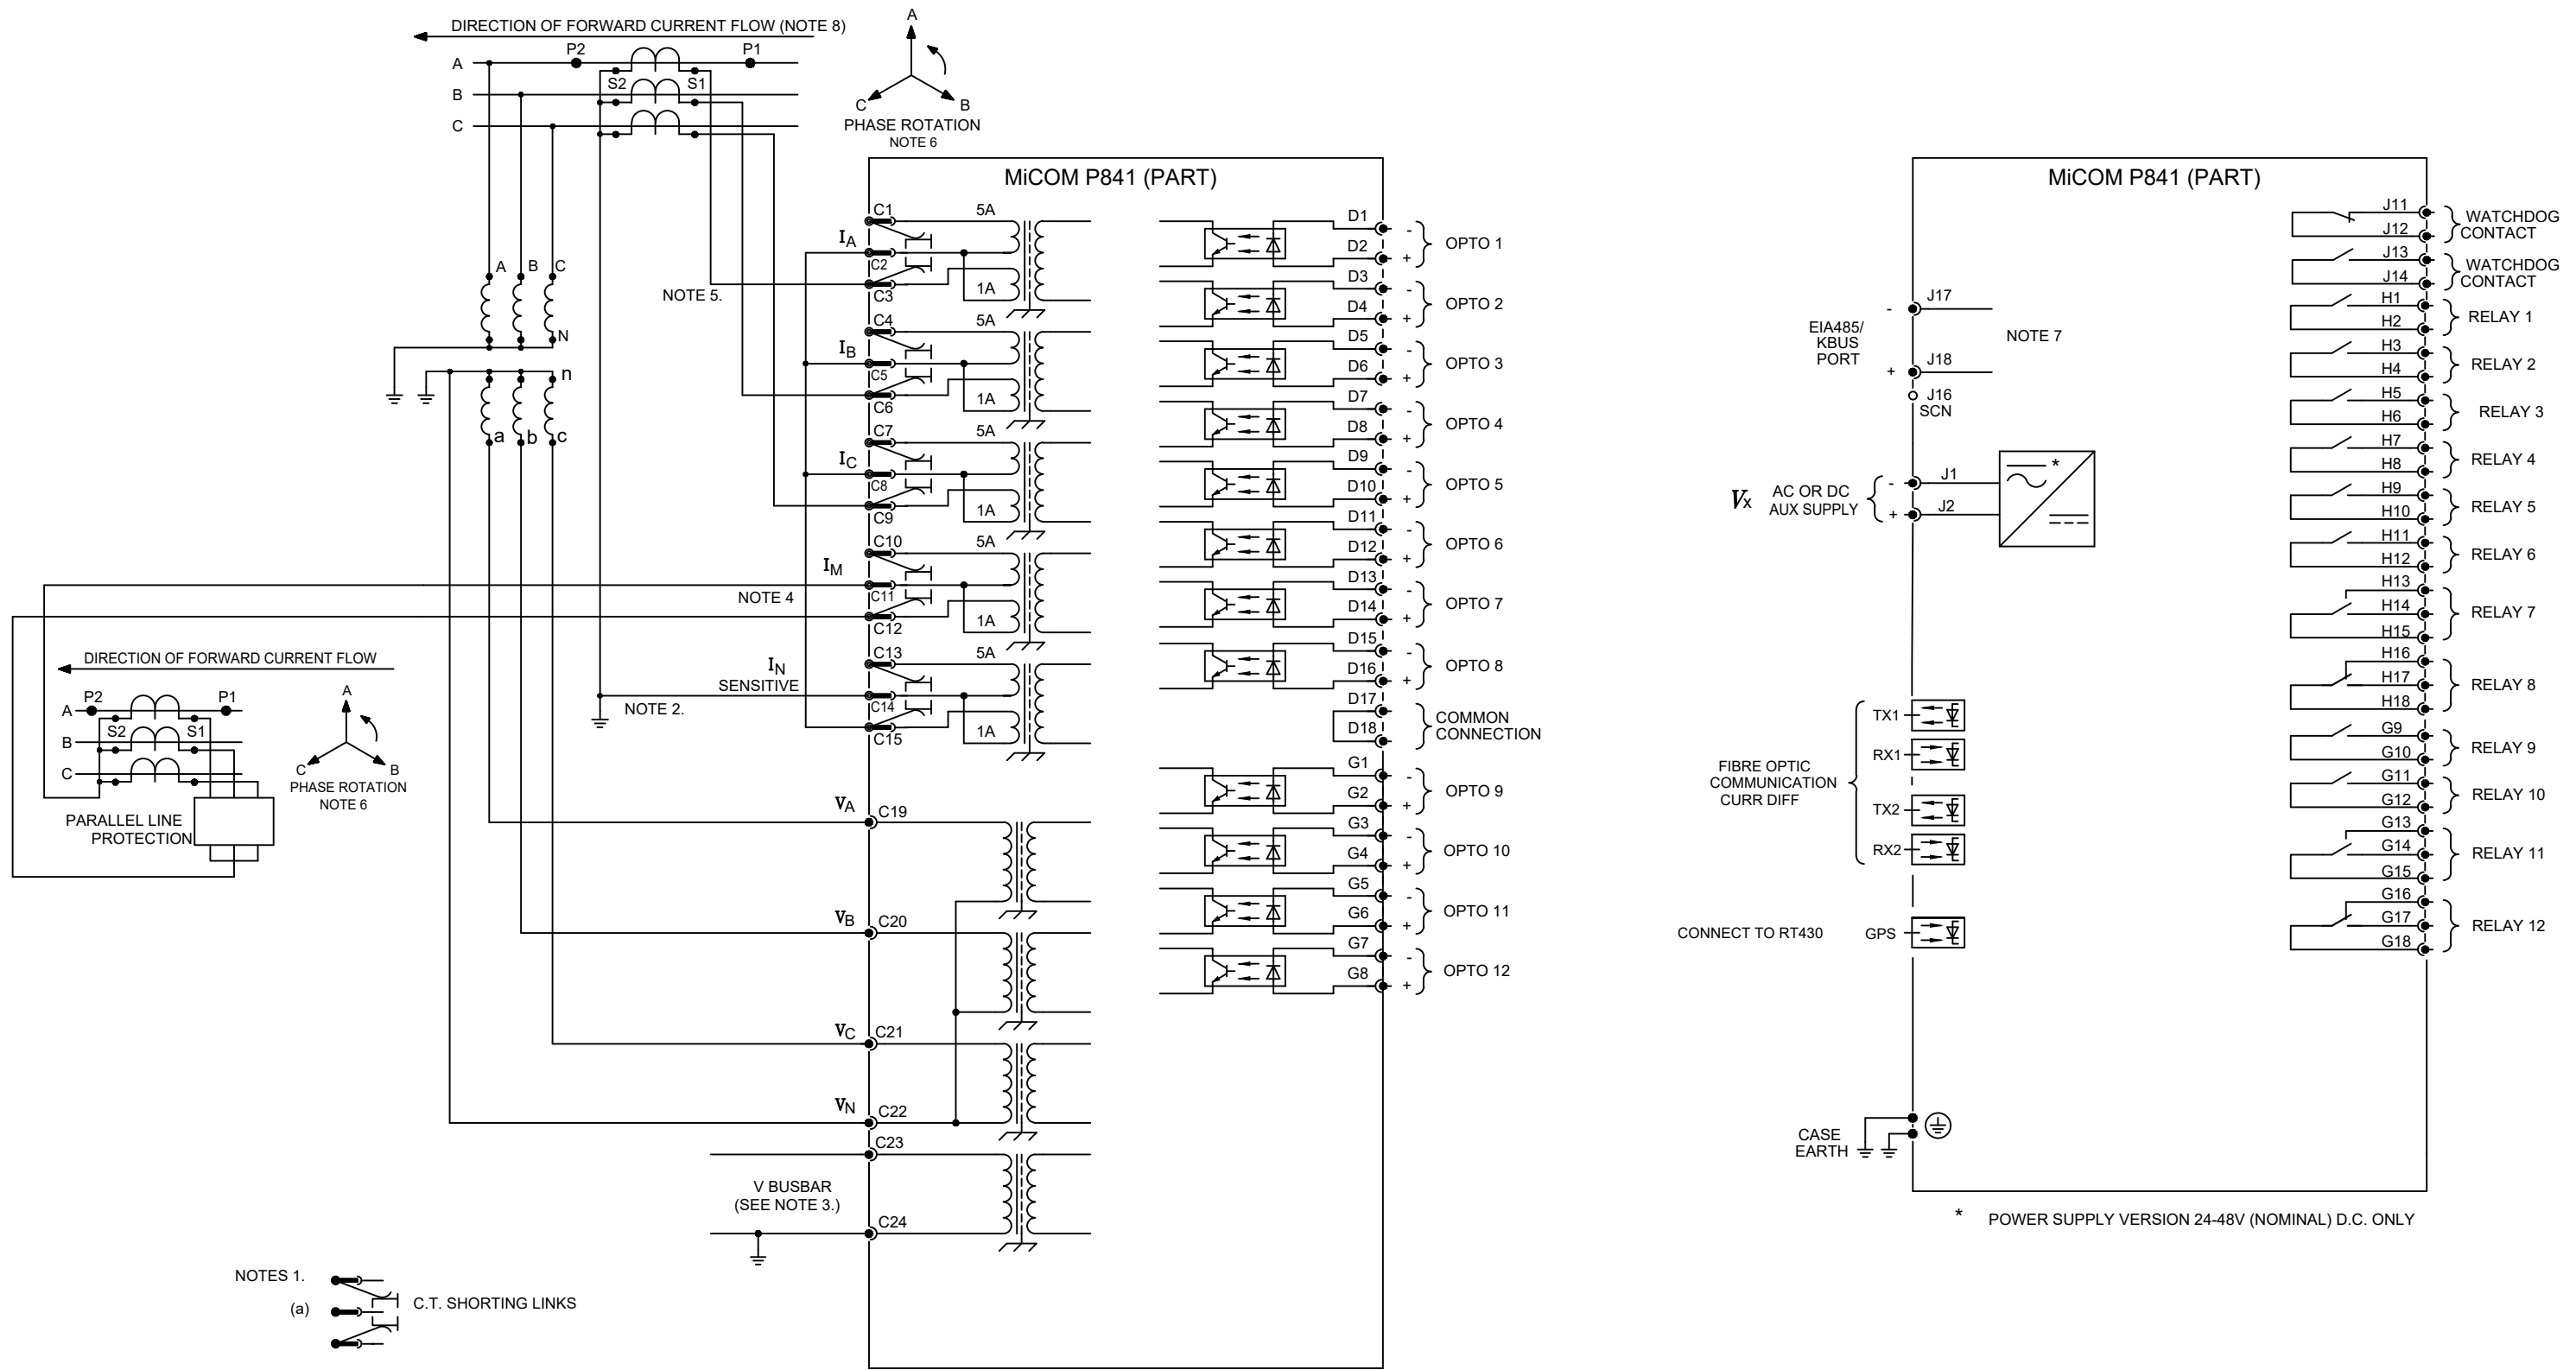 DIRECTION OF FORWARD CURRENT FLOW (NOTE 8)
A
P2
P1
S2
S1
B
C
A
C
B
PHASE ROTATION
NOTE 6
A
B
C
N
n
a
b
c
NOTE 5.
MiCOM P841 (PART)
C1
5A
IA
C2
1A
C3
C4
5A
IB
C5
1A
C6
C7
5A
IC
C8
1A
C9
C10
5A
IM
C11
NOTE 4
1A
C12
C13
5A
IN
SENSITIVE
C14
NOTE 2.
1A
C15
DIRECTION OF FORWARD CURRENT FLOW
A
P2
P1
S2
S1
B
C
A
C
B
PHASE ROTATION
NOTE 6
PARALLEL LINE
PROTECTION
VA
C19
VB
C20
VC
C21
VN
C22
C23
V BUSBAR
(SEE NOTE 3.)
C24
D1
-
D2
+
OPTO 1
D3
-
D4
+
OPTO 2
D5
-
D6
+
OPTO 3
D7
-
D8
+
OPTO 4
D9
-
D10
+
OPTO 5
D11
-
D12
+
OPTO 6
D13
-
D14
+
OPTO 7
D15
-
D16
+
OPTO 8
D17
D18
COMMON
CONNECTION
G1
-
G2
+
OPTO 9
G3
-
G4
+
OPTO 10
G5
-
G6
+
OPTO 11
G7
-
G8
+
OPTO 12
NOTES 1.
(a)
C.T. SHORTING LINKS
MiCOM P841 (PART)
-
J17
EIA485/
KBUS
PORT
NOTE 7
+
J18
J16
SCN
Vx
AC OR DC
AUX SUPPLY
-
J1
+
J2
*
FIBRE OPTIC
COMMUNICATION
CURR DIFF
TX1
RX1
TX2
RX2
CONNECT TO RT430
GPS
CASE
EARTH
J11
J12
WATCHDOG
CONTACT
J13
J14
WATCHDOG
CONTACT
H1
H2
RELAY 1
H3
H4
RELAY 2
H5
H6
RELAY 3
H7
H8
RELAY 4
H9
H10
RELAY 5
H11
H12
RELAY 6
H13
H14
H15
RELAY 7
H16
H17
H18
RELAY 8
G9
G10
RELAY 9
G11
G12
RELAY 10
G13
G14
G15
RELAY 11
G16
G17
G18
RELAY 12
* POWER SUPPLY VERSION 24-48V (NOMINAL) D.C. ONLY